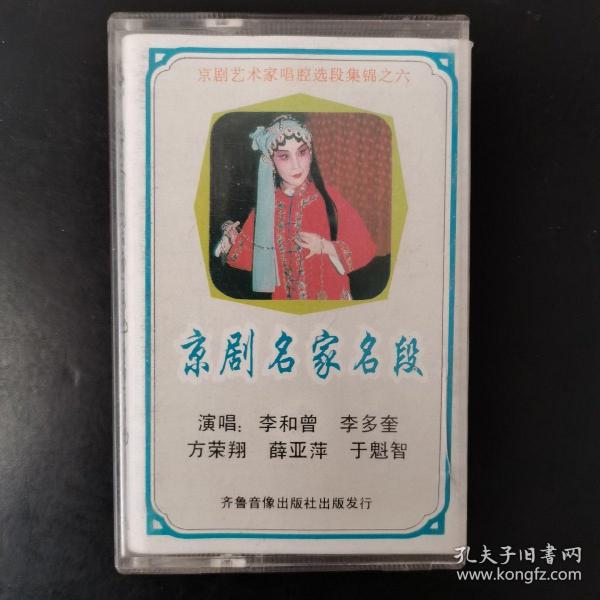 京剧艺术家唱腔选段集锦之六
京剧名家名段
演唱：李和曾 李多奎
方荣翔 薛亚萍 于魁智
齐鲁音像出版社出版发行
孔夫子旧書网
www.kongfz.com